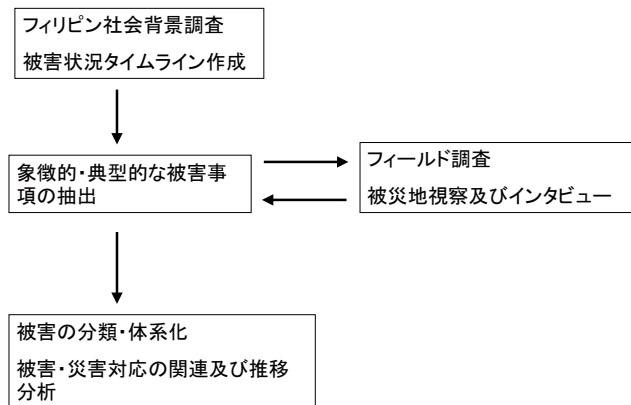 フィリピン社会背景調査
被害状況タイムライン作成
象徴的・典型的な被害事
項の抽出
フィールド調査
被災地視察及びインタビュー
被害の分類・体系化
被害・災害対応の関連及び推移
分析